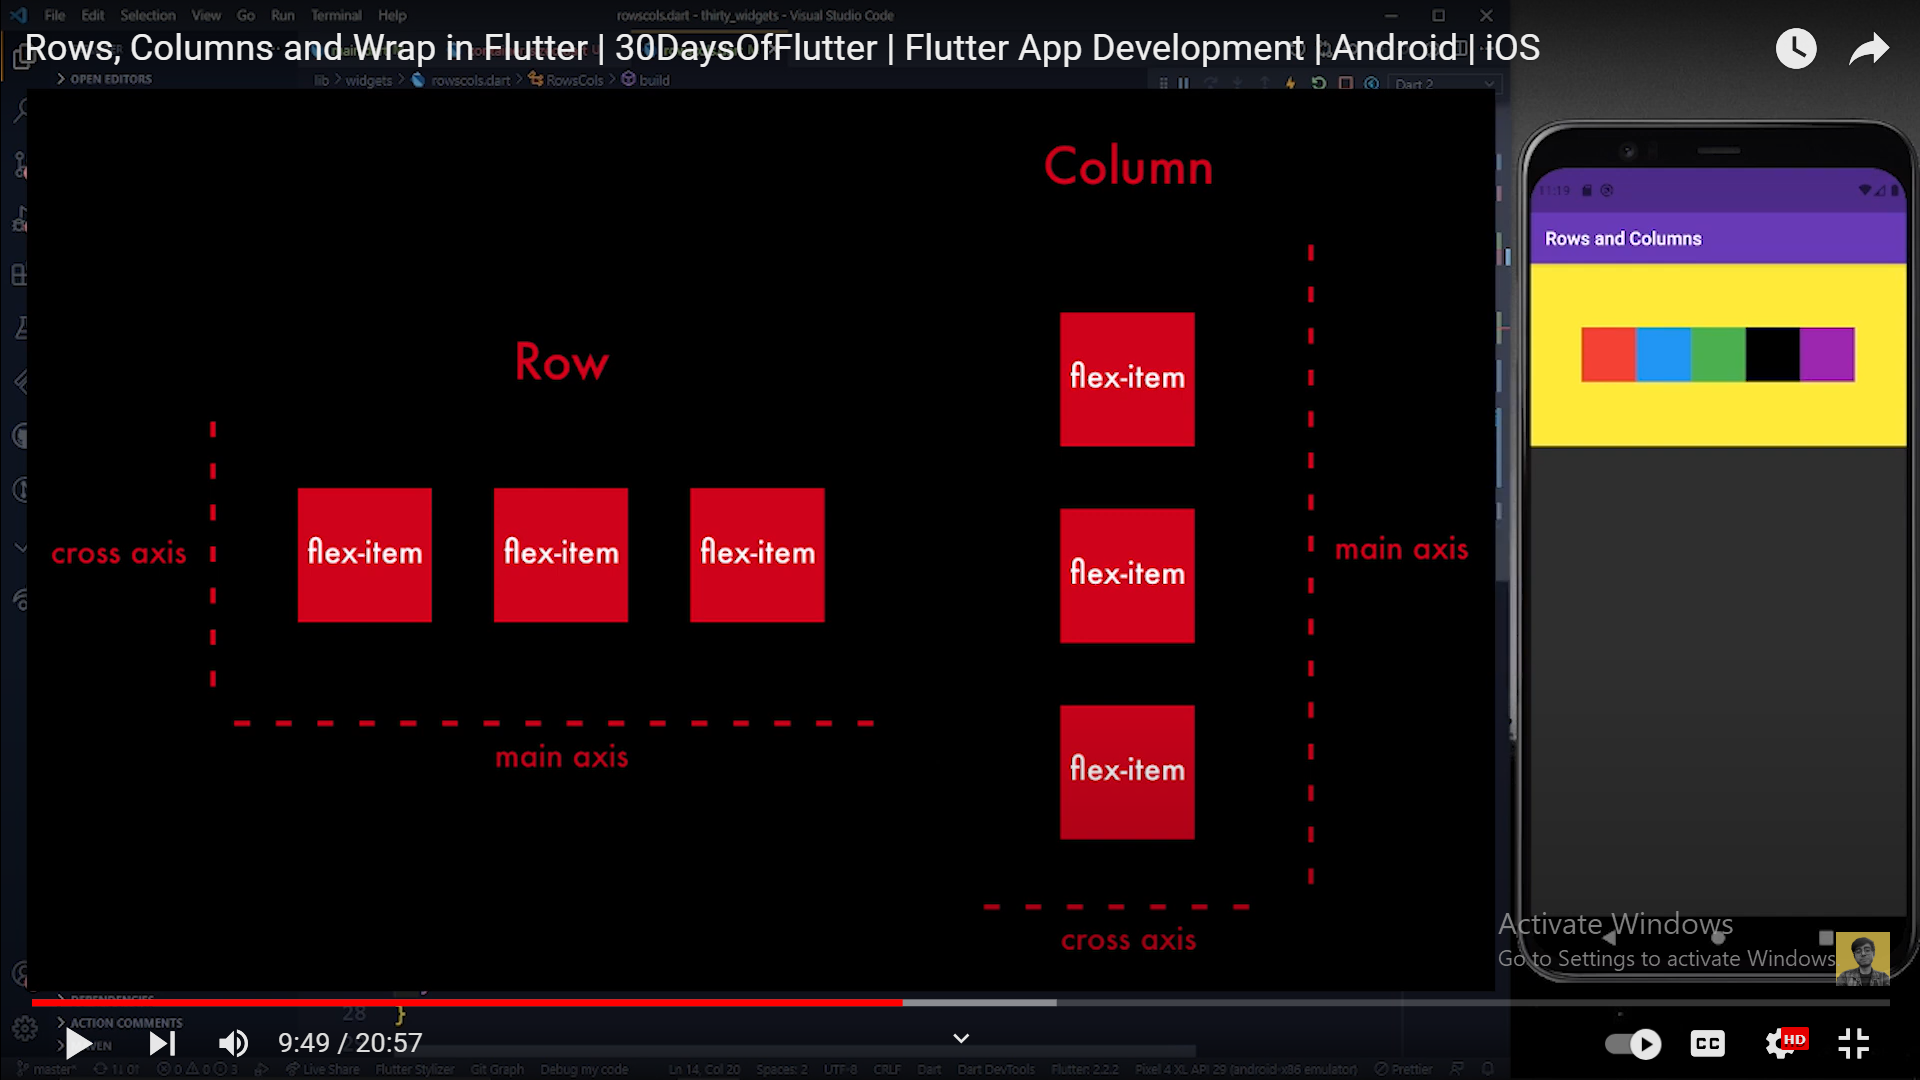 File Edit Selection View Go Run Terminal Help
rowscols.dart - thirty_widgets - Visual Studio Code
Rows, Columns and Wrap in Flutter | 30DaysOfFlutter | Flutter App Development | Android | iOS
OPEN EDITORS
lib > widgets > rowscols.dart > RowsCols > build
Dart 2
Column
11:19
Rows and Columns
Row
flex-item
flex-item
flex-item
flex-item
cross axis
main axis
flex-item
main axis
flex-item
cross axis
Activate Windows
Go to Settings to activate Windows
DEPENDENCIES
28 }
ACTION COMMENTS
9:49 / 20:57
CC
HD
master*
Live Share
Flutter Stylizer
Git Graph
Debug my code
Ln 14, Col 20
Spaces: 2
UTF-8
CRLF
Dart
Dart DevTools
Flutter: 2.2.2
Pixel 4 XL API 29 (android-x86 emulator)
Prettier